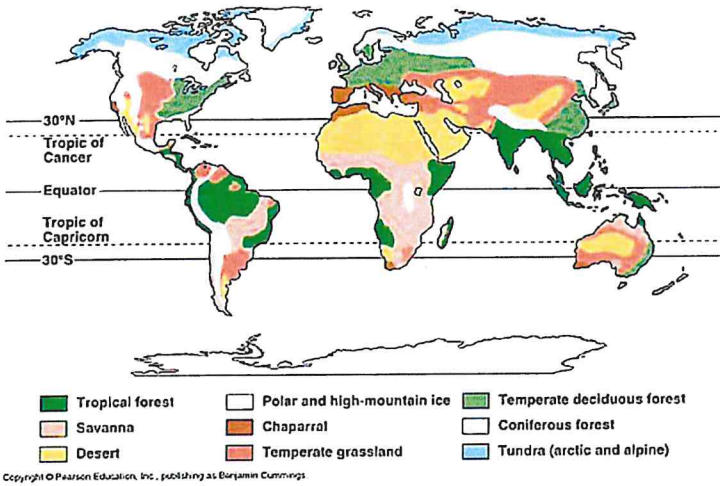 30°N
Tropic of
Cancer
Equator
Tropic of
Capricorn
30°S
Tropical forest
Savanna
Desert
Polar and high-mountain ice
Chaparral
Temperate grassland
Temperate deciduous forest
Coniferous forest
Tundra (arctic and alpine)
Copyright © Pearson Education, Inc., publishing as Benjamin Cummings.